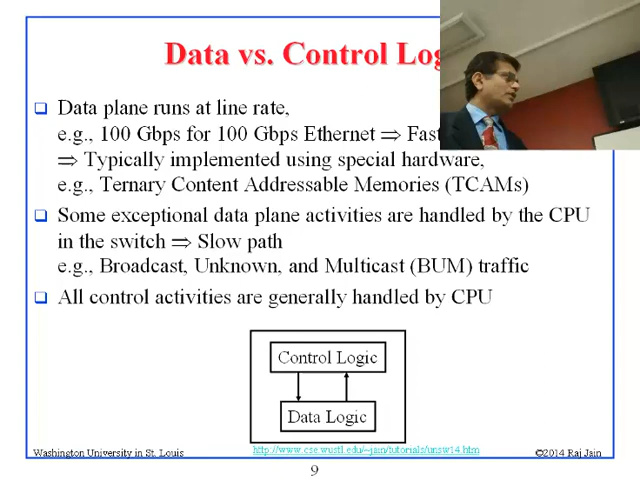 Data vs. Control
❑ Data plane runs at line rate,
e.g., 100 Gbps for 100 Gbps Ethernet ⇒ Fast
⇒ Typically implemented using special hardware,
e.g., Ternary Content Addressable Memories (TCAMs)
❑ Some exceptional data plane activities are handled by the CPU
in the switch ⇒ Slow path
e.g., Broadcast, Unknown, and Multicast (BUM) traffic
❑ All control activities are generally handled by CPU
Control Logic
Data Logic
Washington University in St. Louis
http://www.cse.wustl.edu/~jain/tutorials/unsw14.htm
©2014 Raj Jain
9